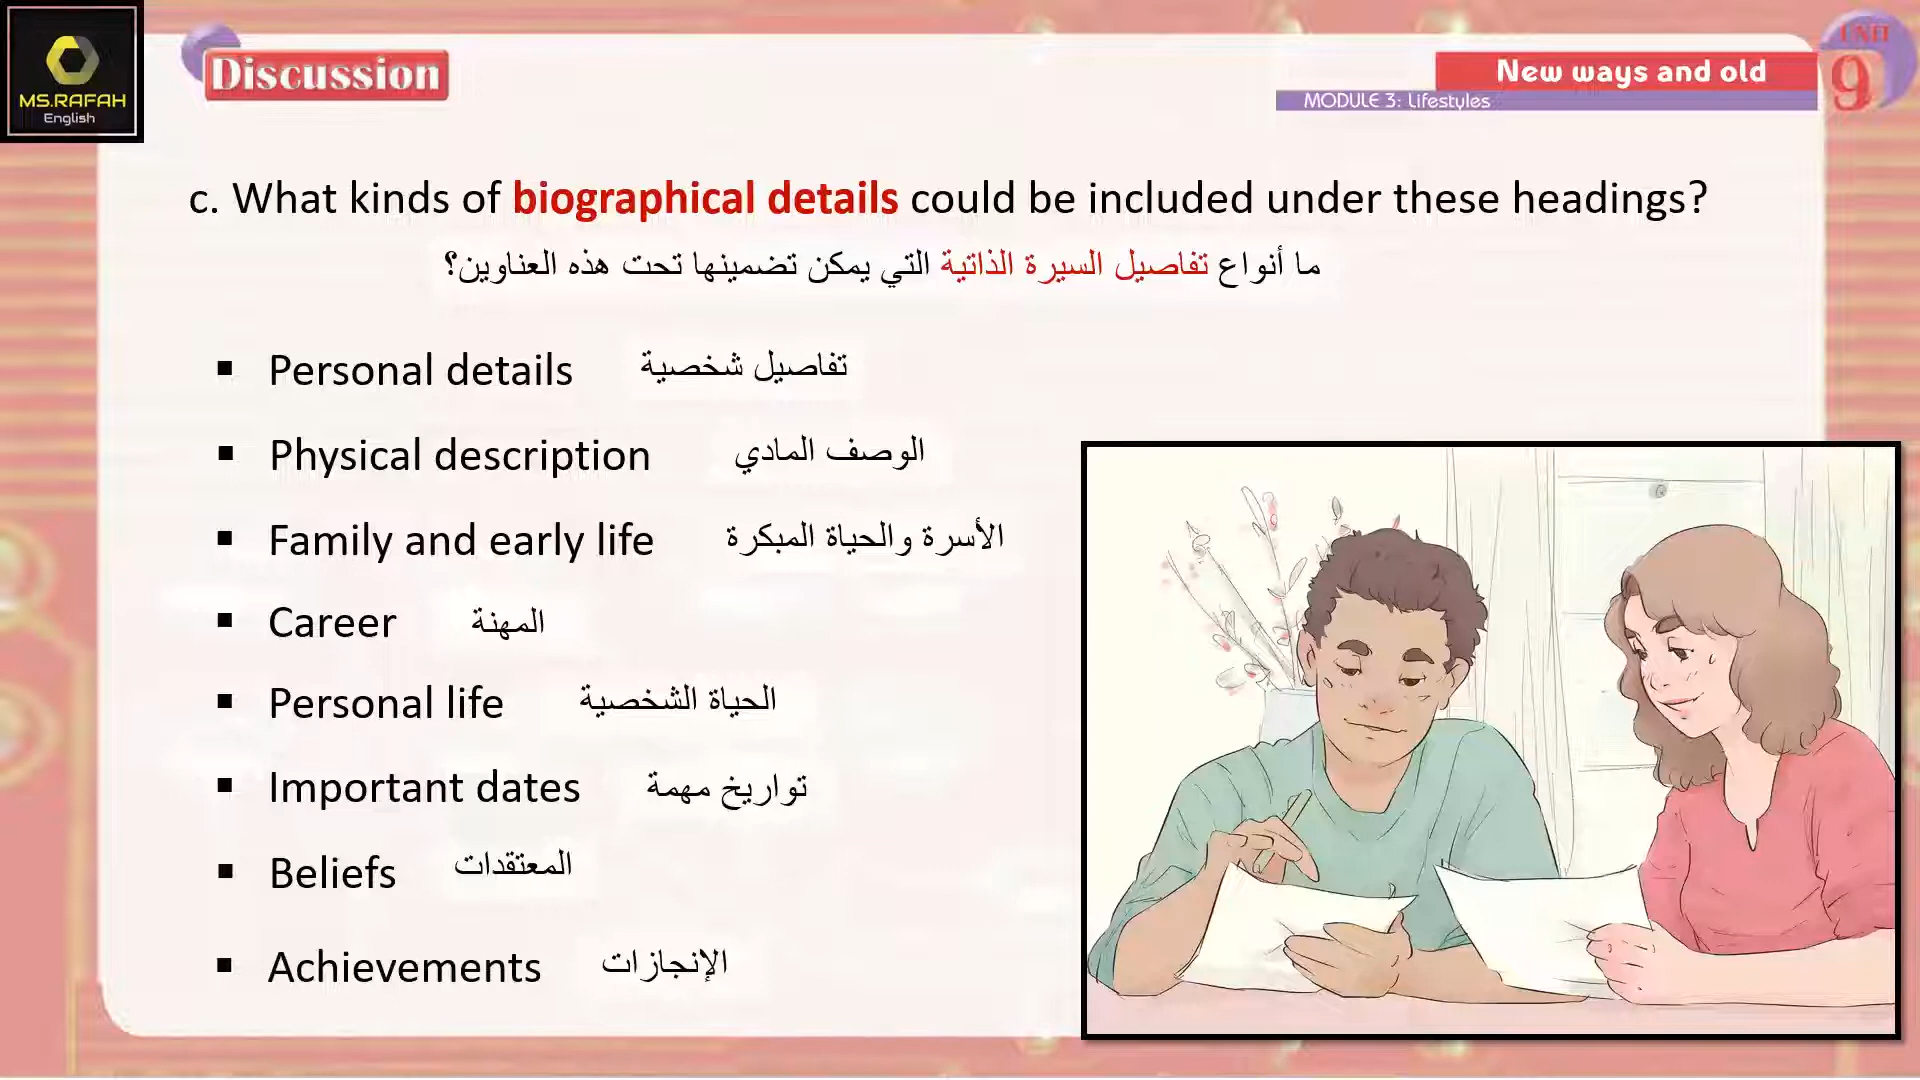 MS.RAFAH
English
Discussion
UNIT
9
New ways and old
MODULE 3: Lifestyles
c. What kinds of biographical details could be included under these headings?
ما أنواع تفاصيل السيرة الذاتية التي يمكن تضمينها تحت هذه العناوين؟
▪ Personal details تفاصيل شخصية
▪ Physical description الوصف المادي
▪ Family and early life الأسرة والحياة المبكرة
▪ Career المهنة
▪ Personal life الحياة الشخصية
▪ Important dates تواريخ مهمة
▪ Beliefs المعتقدات
▪ Achievements الإنجازات